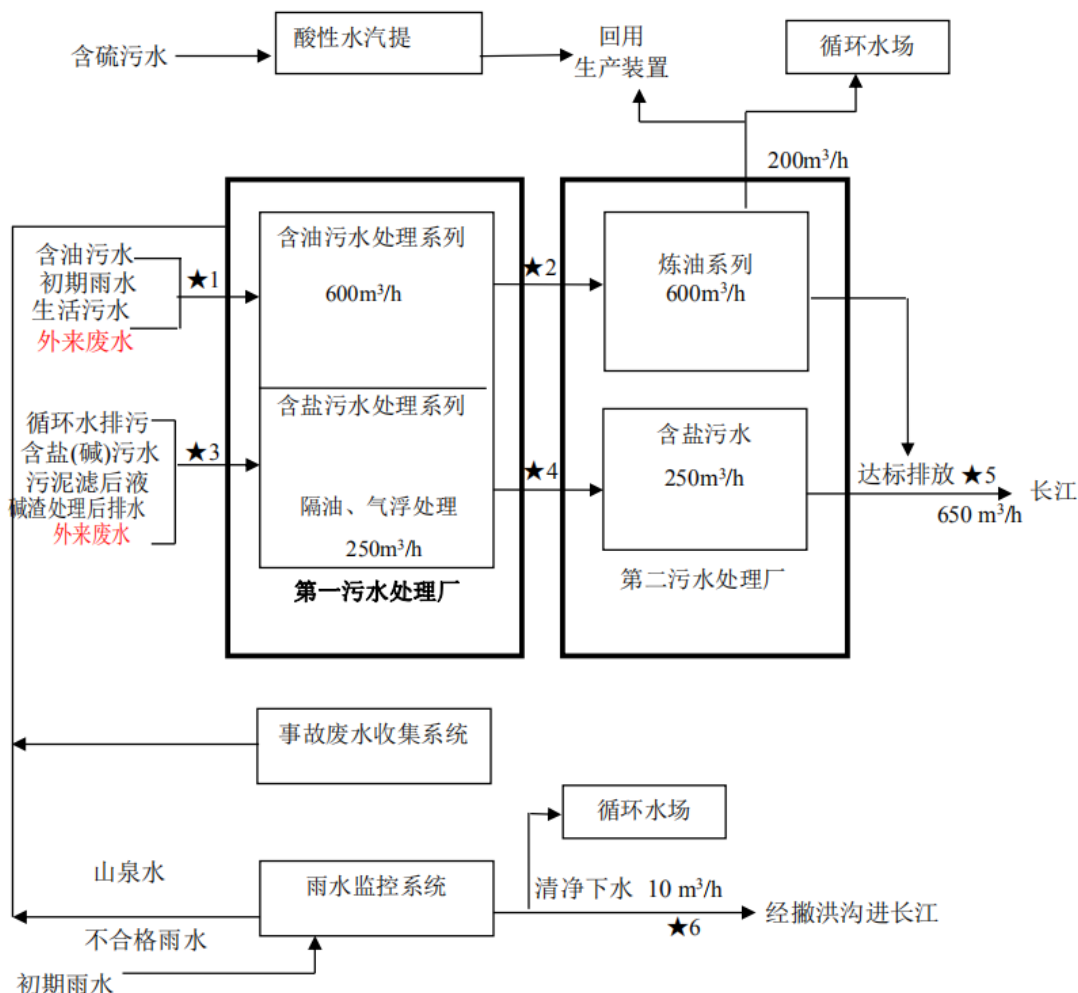 含硫污水
酸性水汽提
回用
生产装置
循环水场
200m³/h
含油污水
初期雨水
生活污水
外来废水
★1
含油污水处理系列
600m³/h
★2
炼油系列
600m³/h
循环水排污
含盐(碱)污水
污泥滤后液
碱渣处理后排水
外来废水
★3
含盐污水处理系列
隔油、气浮处理
250m³/h
第一污水处理厂
★4
含盐污水
250m³/h
第二污水处理厂
达标排放 ★5
650 m³/h
长江
事故废水收集系统
循环水场
山泉水
雨水监控系统
清净下水 10 m³/h
★6
经撇洪沟进长江
不合格雨水
初期雨水